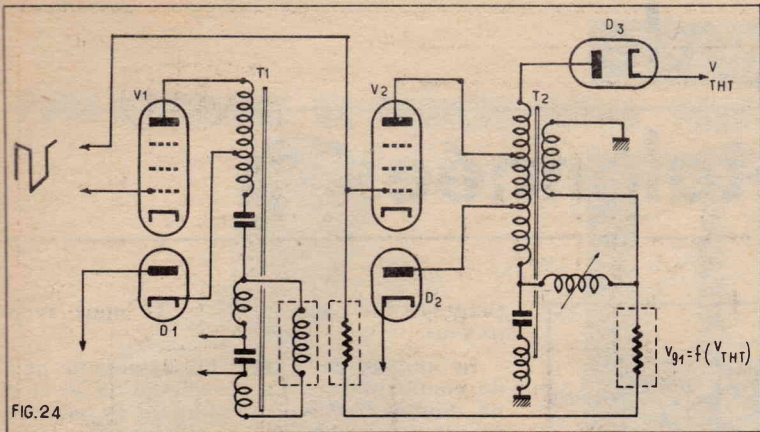 D3
V
THT
V1
T1
V2
T2
D1
D2
Vg1=f(VTHT)
FIG.24